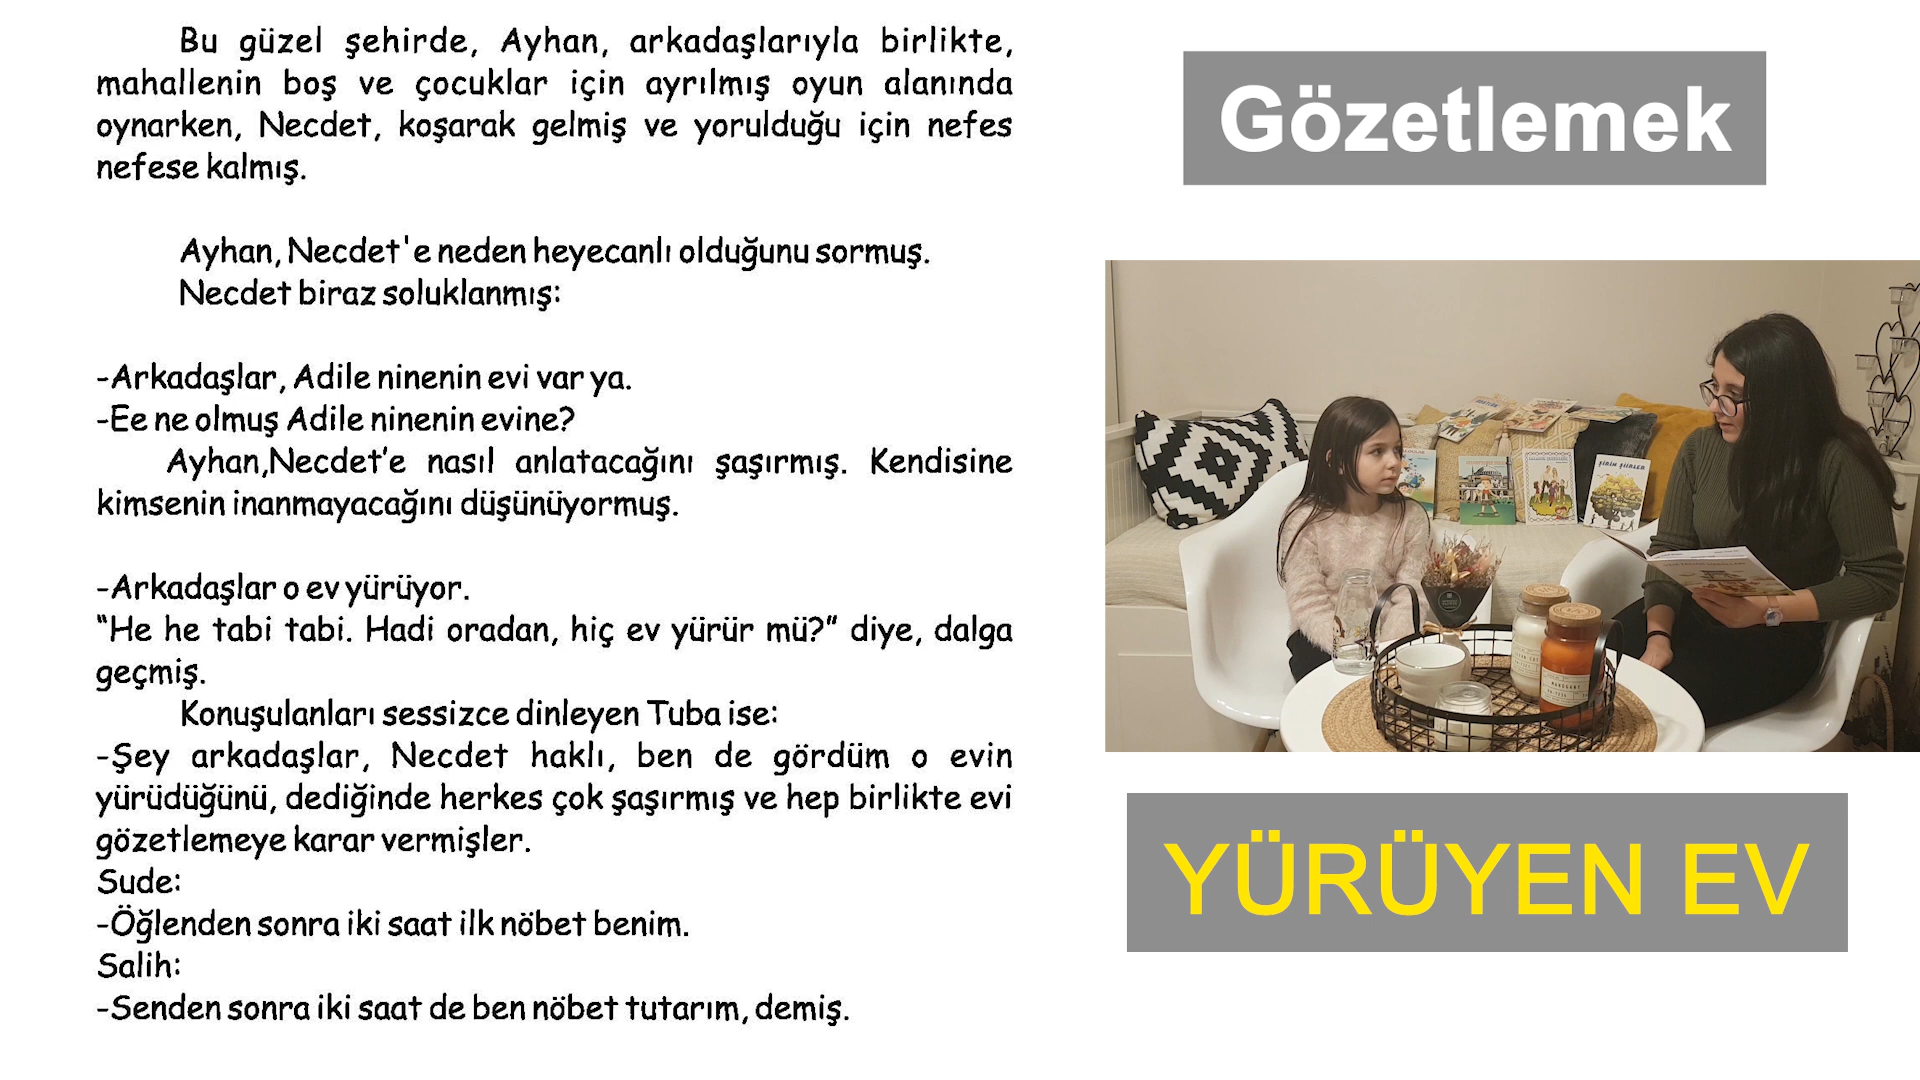 Bu güzel şehirde, Ayhan, arkadaşlarıyla birlikte,
mahallenin boş ve çocuklar için ayrılmış oyun alanında
oynarken, Necdet, koşarak gelmiş ve yorulduğu için nefes
nefese kalmış.
Ayhan, Necdet'e neden heyecanlı olduğunu sormuş.
Necdet biraz soluklanmış:
-Arkadaşlar, Adile ninenin evi var ya.
-Ee ne olmuş Adile ninenin evine?
Ayhan,Necdet’e nasıl anlatacağını şaşırmış. Kendisine
kimsenin inanmayacağını düşünüyormuş.
-Arkadaşlar o ev yürüyor.
“He he tabi tabi. Hadi oradan, hiç ev yürür mü?” diye, dalga
geçmiş.
Konuşulanları sessizce dinleyen Tuba ise:
-Şey arkadaşlar, Necdet haklı, ben de gördüm o evin
yürüdüğünü, dediğinde herkes çok şaşırmış ve hep birlikte evi
gözetlemeye karar vermişler.
Sude:
-Öğlenden sonra iki saat ilk nöbet benim.
Salih:
-Senden sonra iki saat de ben nöbet tutarım, demiş.
Gözetlemek
ŞİRİN ŞİİRLER
YÜRÜYEN EV